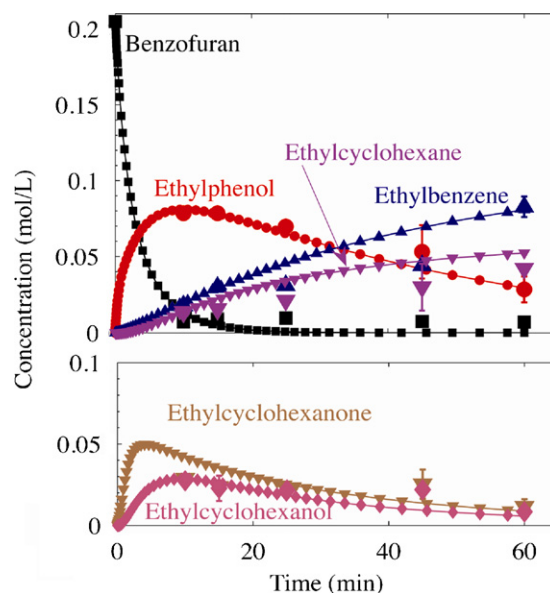 0.2
Benzofuran
0.15
Ethylcyclohexane
0.1
Ethylphenol
Ethylbenzene
0.05
0
Concentration (mol/L)
0.1
Ethylcyclohexanone
0.05
Ethylcyclohexanol
0
0 20 40 60
Time (min)